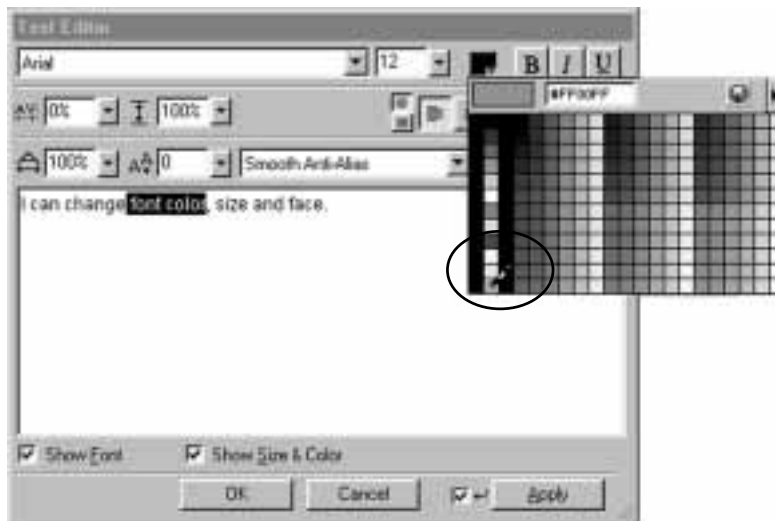 Text Editor
Arial 12 B I U
#FF00FF
AV 0% 100%
100% A 0 Smooth Anti-Alias
I can change font color, size and face.
Show Font Show Size & Color
OK Cancel Apply